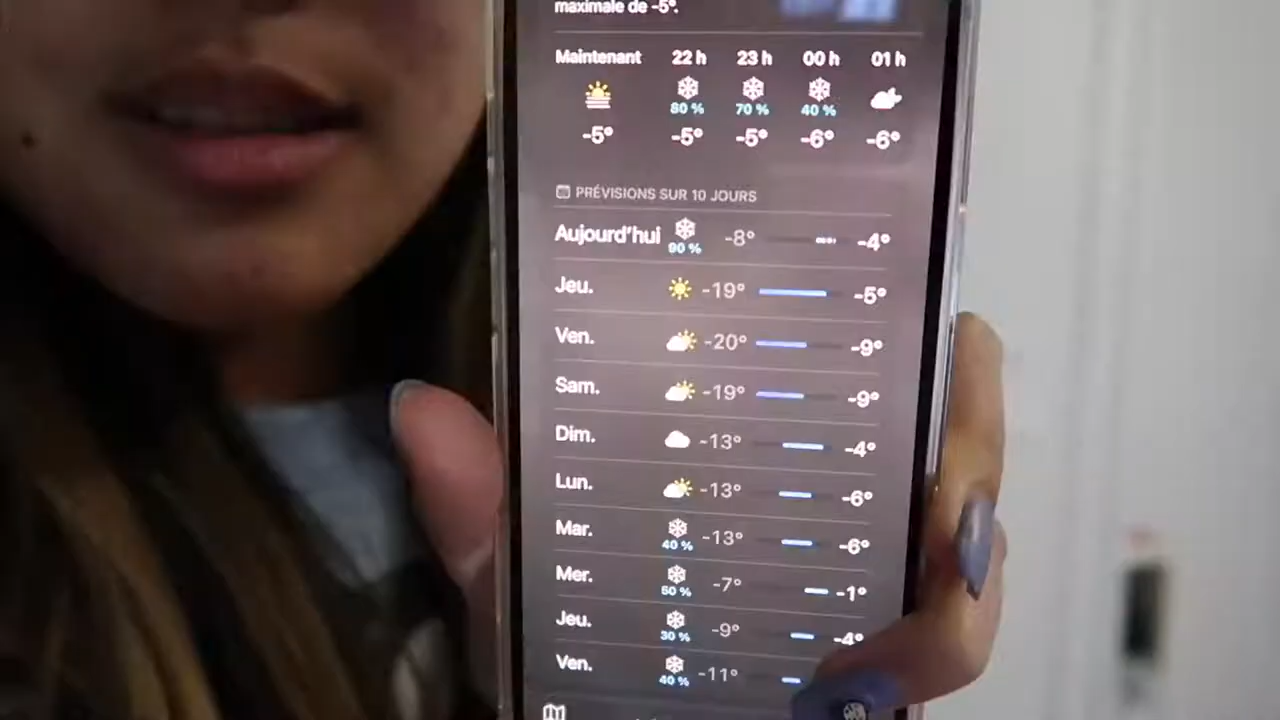 maximale de -5°.
Maintenant 22 h 23 h 00 h 01 h
80 % 70 % 40 %
-5° -5° -5° -6° -6°
PRÉVISIONS SUR 10 JOURS
Aujourd'hui 90 % -8° -4°
Jeu. -19° -5°
Ven. -20° -9°
Sam. -19° -9°
Dim. -13° -4°
Lun. -13° -6°
Mar. 40 % -13° -6°
Mer. 50 % -7° -1°
Jeu. 30 % -9° -4°
Ven. 40 % -11°